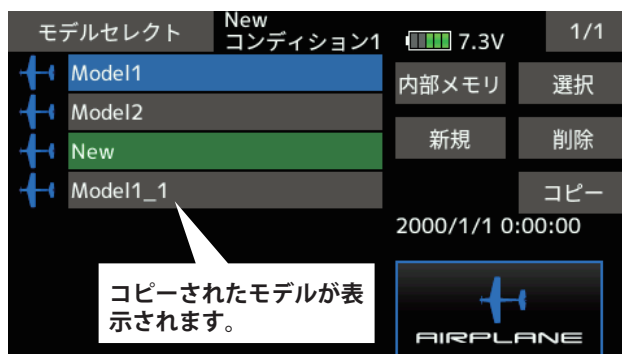 モデルセレクト
New
コンディション1
7.3V
1/1
Model1
内部メモリ
選択
Model2
新規
削除
New
Model1_1
コピー
2000/1/1 0:00:00
コピーされたモデルが表
示されます。
AIRPLANE